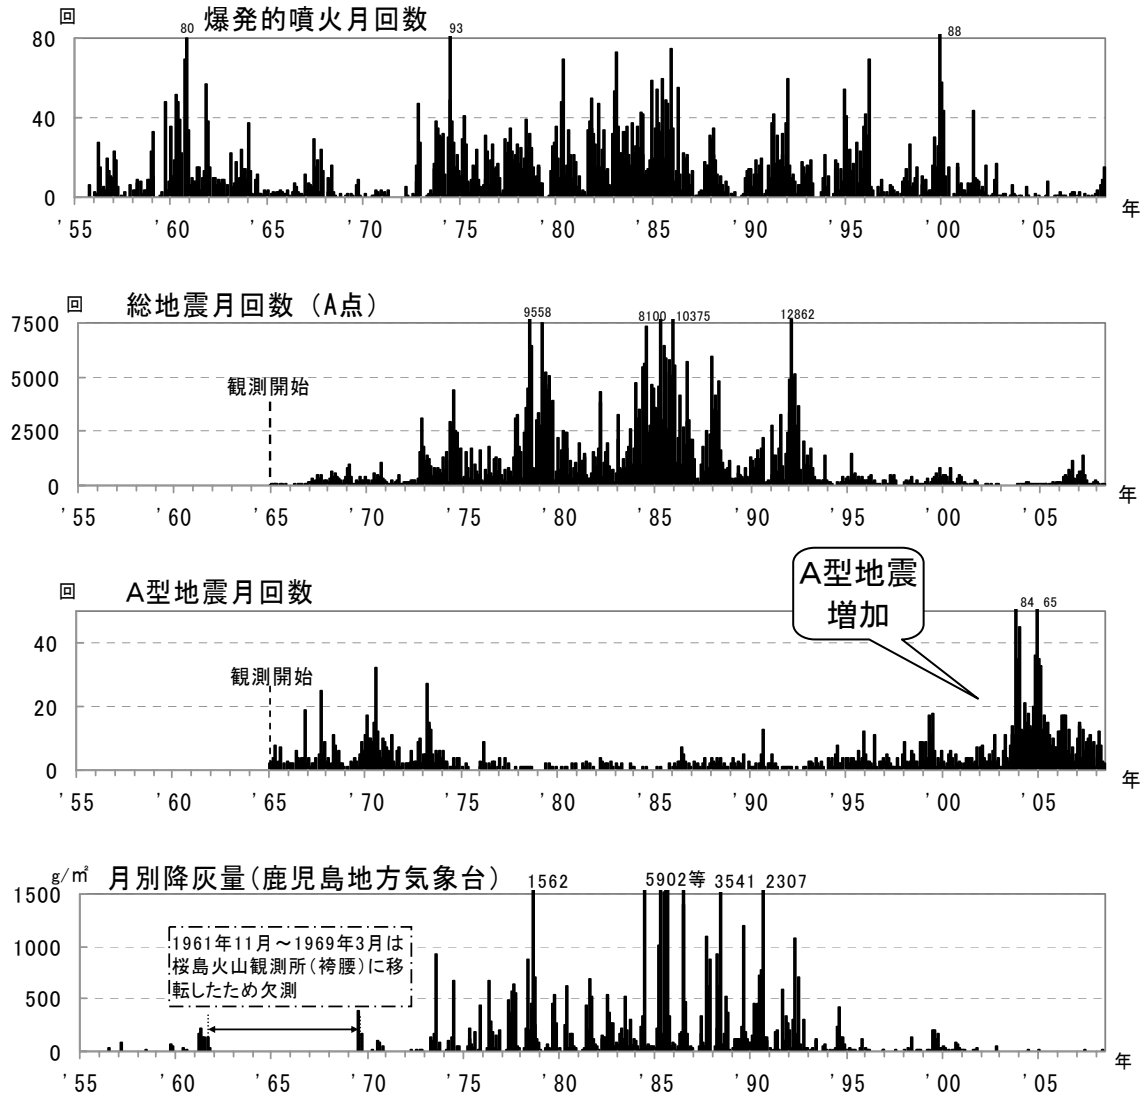 回 爆発的噴火月回数
80 93 88
80
40
0
'55 '60 '65 '70 '75 '80 '85 '90 '95 '00 '05 年
回 総地震月回数（A点）
9558 8100 10375 12862
7500
5000
観測開始
2500
0
'55 '60 '65 '70 '75 '80 '85 '90 '95 '00 '05 年
A型地震
増加
回 A型地震月回数
84 65
40
観測開始
20
0
'55 '60 '65 '70 '75 '80 '85 '90 '95 '00 '05 年
g/㎡ 月別降灰量(鹿児島地方気象台)
1562 5902等 3541 2307
1500
1961年11月～1969年3月は
1000
桜島火山観測所(袴腰)に移
転したため欠測
500
0
'55 '60 '65 '70 '75 '80 '85 '90 '95 '00 '05 年